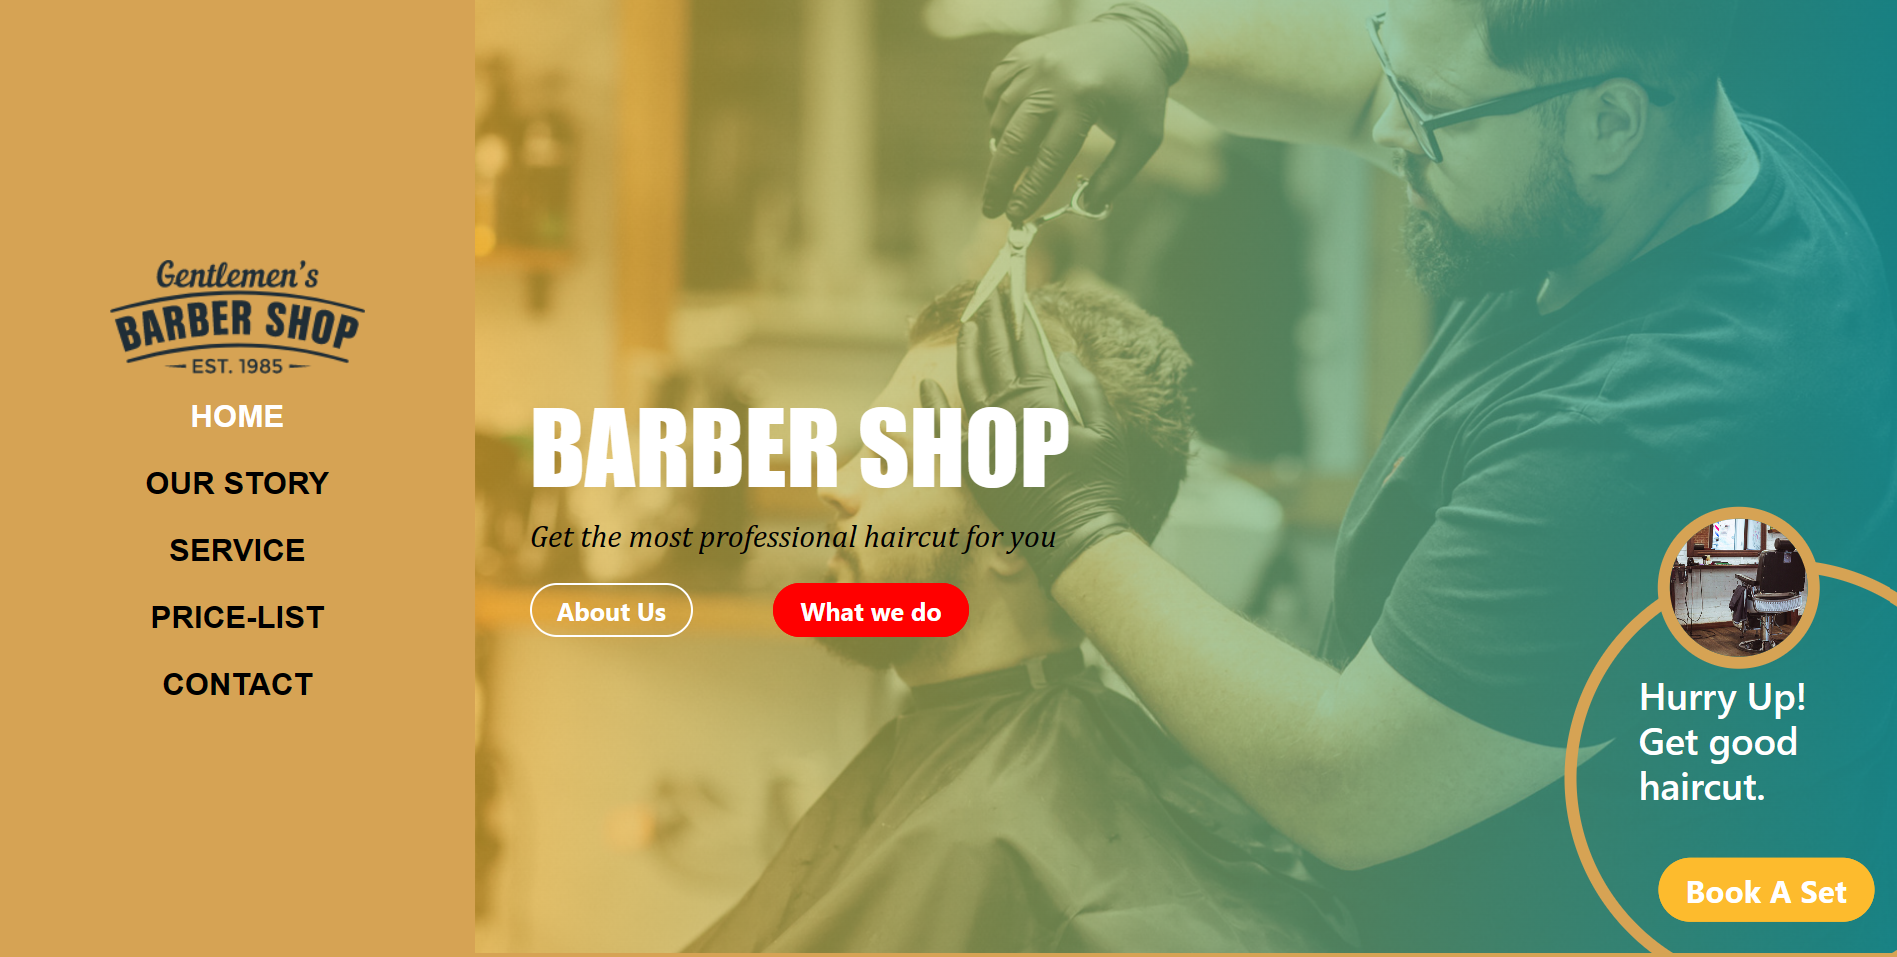 Gentlemen's
BARBER SHOP
EST. 1985
HOME
OUR STORY
SERVICE
PRICE-LIST
CONTACT
BARBER SHOP
Get the most professional haircut for you
About Us
What we do
Hurry Up!
Get good
haircut.
Book A Set